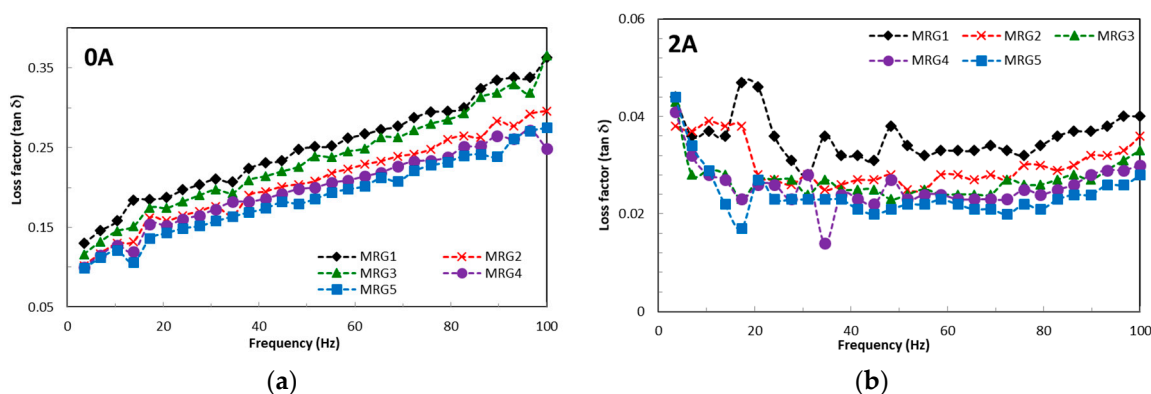 0A
Loss factor (tan δ)
0.35
0.25
0.15
0.05
MRG1 MRG2
MRG3 MRG4
MRG5
0 20 40 60 80 100
Frequency (Hz)
(a)
2A
Loss factor (tan δ)
0.06
0.04
0.02
0
MRG1 MRG2 MRG3
MRG4 MRG5
0 20 40 60 80 100
Frequency (Hz)
(b)